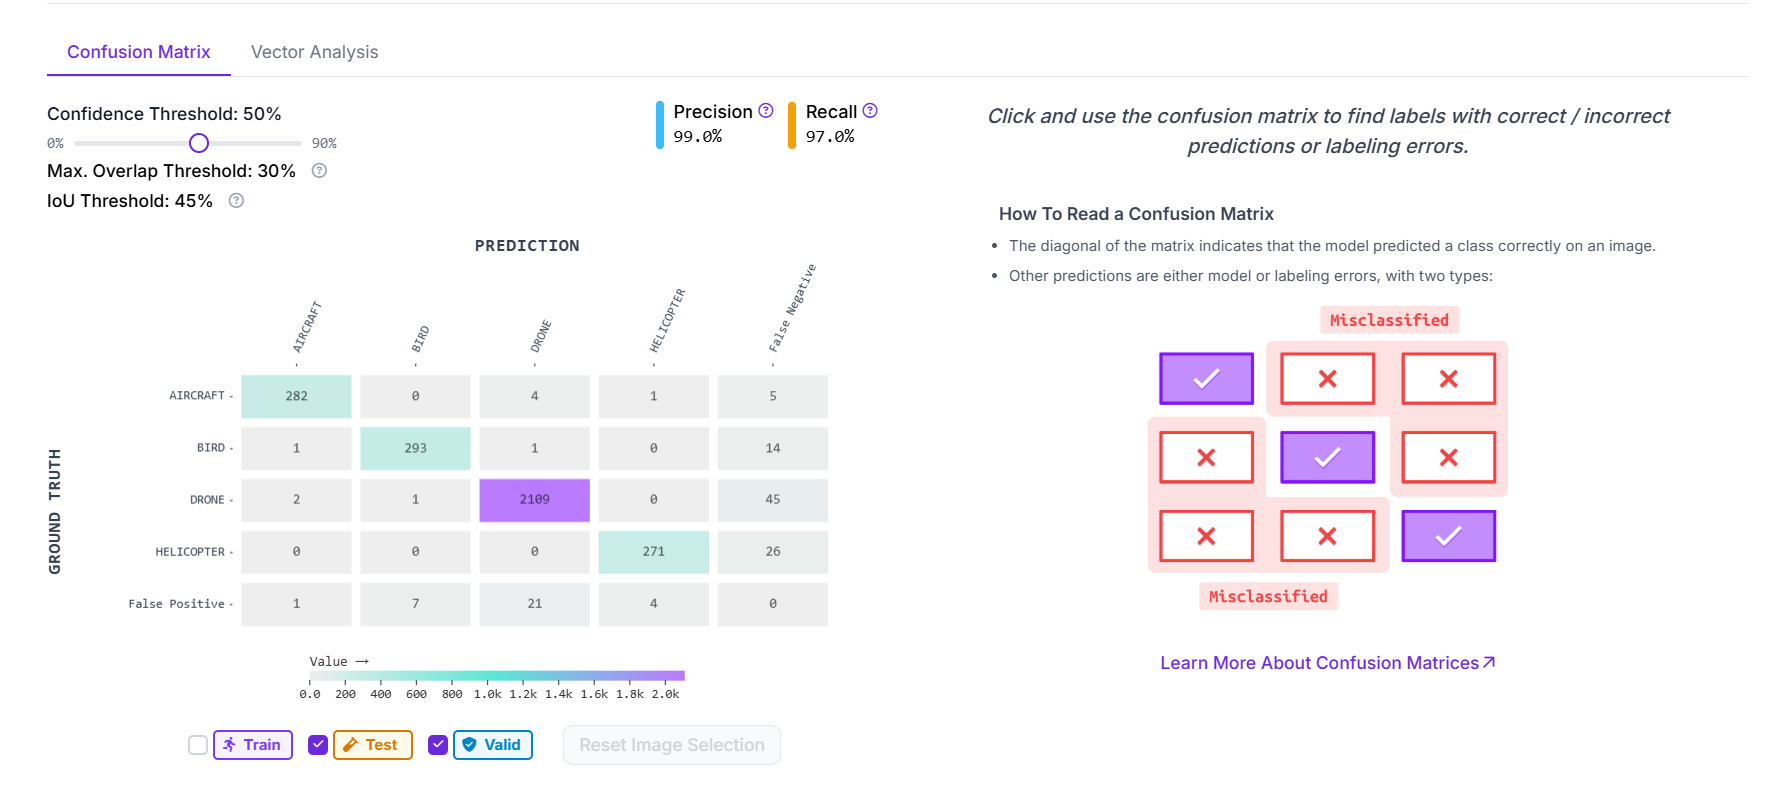 Confusion Matrix
Vector Analysis
Confidence Threshold: 50%
0%
90%
Max. Overlap Threshold: 30%
IoU Threshold: 45%
Precision
99.0%
Recall
97.0%
PREDICTION
AIRCRAFT
BIRD
DRONE
HELICOPTER
False Negative
GROUND TRUTH
AIRCRAFT 282 0 4 1 5
BIRD 1 293 1 0 14
DRONE 2 1 2109 0 45
HELICOPTER 0 0 0 271 26
False Positive 1 7 21 4 0
Value →
0.0 200 400 600 800 1.0k 1.2k 1.4k 1.6k 1.8k 2.0k
Train
Test
Valid
Reset Image Selection
Click and use the confusion matrix to find labels with correct / incorrect
predictions or labeling errors.
How To Read a Confusion Matrix
• The diagonal of the matrix indicates that the model predicted a class correctly on an image.
• Other predictions are either model or labeling errors, with two types:
Misclassified
Misclassified
Learn More About Confusion Matrices